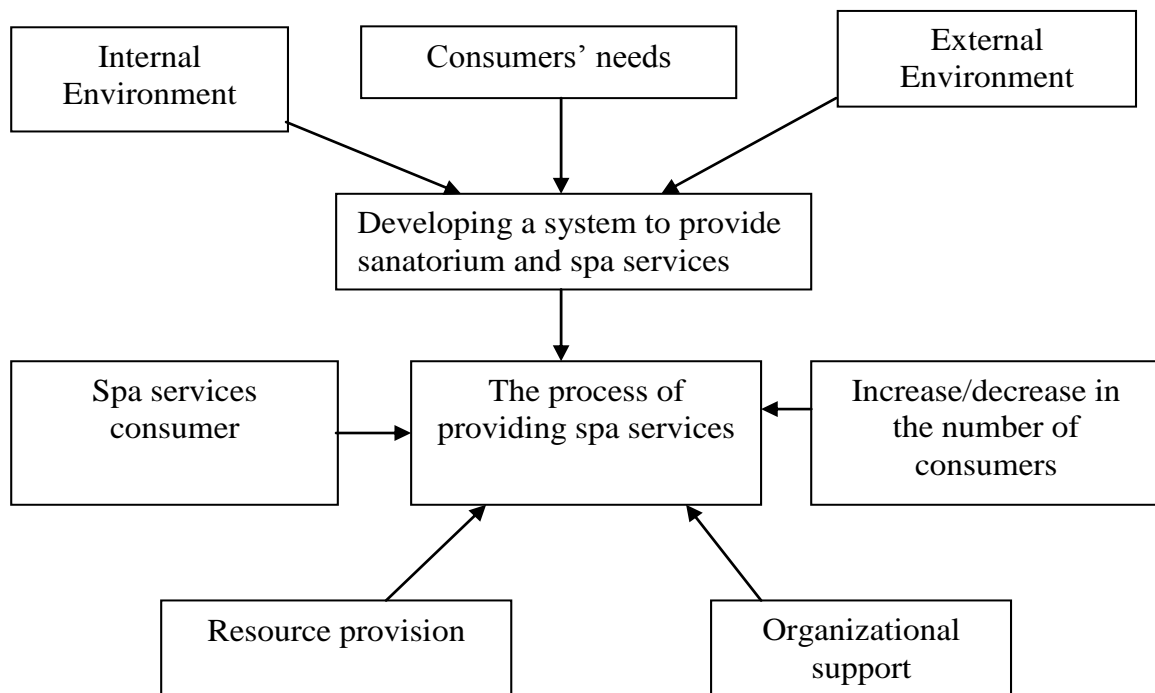 Internal
Environment
Consumers’ needs
External
Environment
Developing a system to provide
sanatorium and spa services
Spa services
consumer
The process of
providing spa services
Increase/decrease in
the number of
consumers
Resource provision
Organizational
support